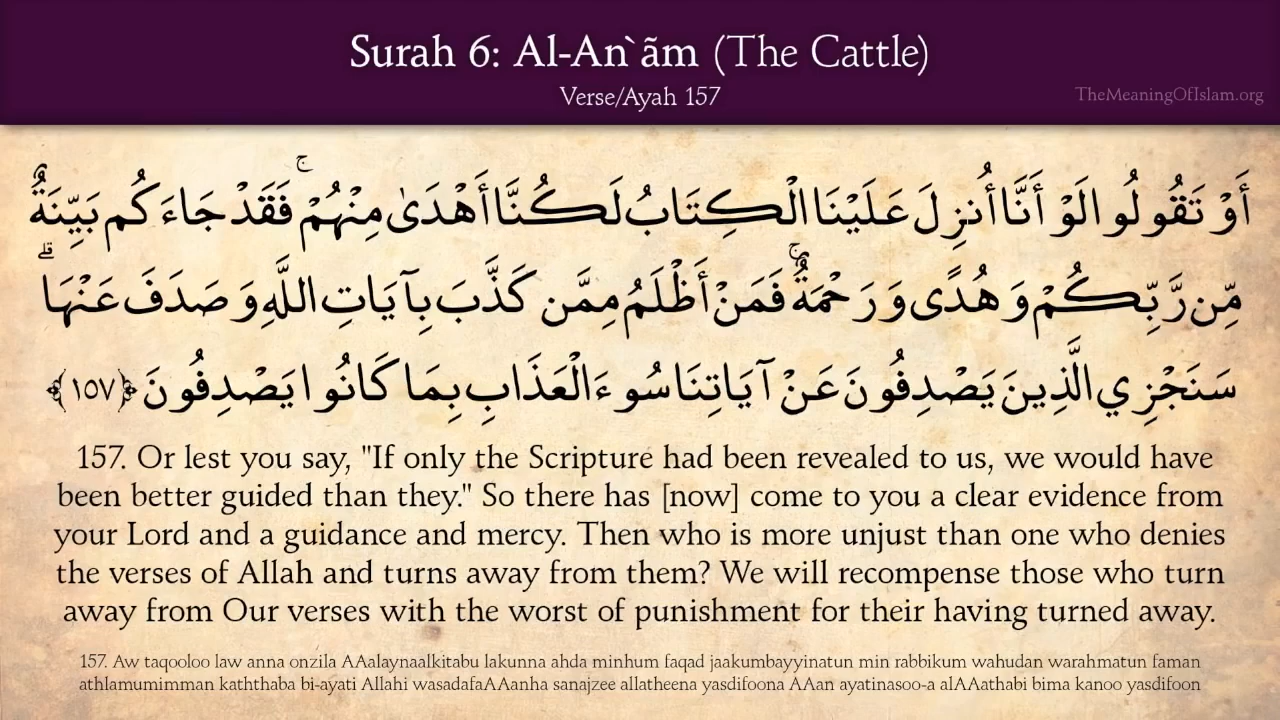 Surah 6: Al-An`ãm (The Cattle)
Verse/Ayah 157
TheMeaningOfIslam.org
أَوْ تَقُولُوا لَوْ أَنَّا أُنزِلَ عَلَيْنَا الْكِتَابُ لَكُنَّا أَهْدَىٰ مِنْهُمْ ۚ فَقَدْ جَاءَكُم بَيِّنَةٌ
مِّن رَّبِّكُمْ وَهُدًى وَرَحْمَةٌ ۚ فَمَنْ أَظْلَمُ مِمَّن كَذَّبَ بِآيَاتِ اللَّهِ وَصَدَفَ عَنْهَا ۗ
سَنَجْزِي الَّذِينَ يَصْدِفُونَ عَنْ آيَاتِنَا سُوءَ الْعَذَابِ بِمَا كَانُوا يَصْدِفُونَ ﴿١٥٧﴾
157. Or lest you say, "If only the Scripture had been revealed to us, we would have
been better guided than they." So there has [now] come to you a clear evidence from
your Lord and a guidance and mercy. Then who is more unjust than one who denies
the verses of Allah and turns away from them? We will recompense those who turn
away from Our verses with the worst of punishment for their having turned away.
157. Aw taqooloo law anna onzila AAalaynaalkitabu lakunna ahda minhum faqad jaakumbayyinatun min rabbikum wahudan warahmatun faman
athlamumimman kaththaba bi-ayati Allahi wasadafaAAanha sanajzee allatheena yasdifoona AAan ayatinasoo-a alAAathabi bima kanoo yasdifoon